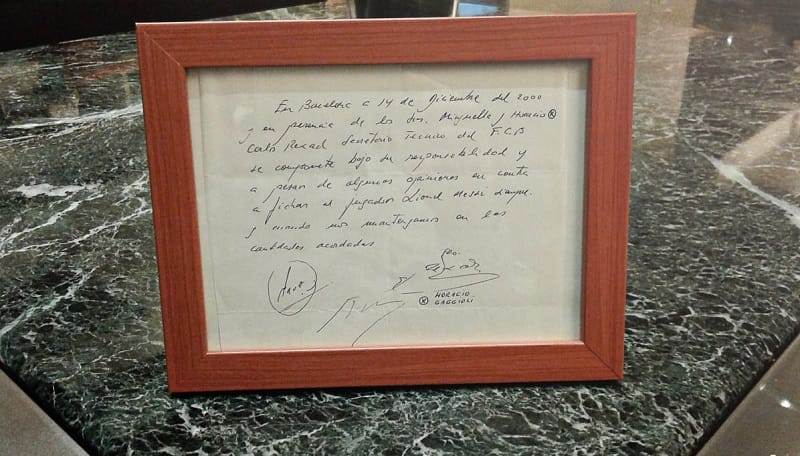 En Barcelona a 14 de Diciembre del 2000
y en presencia de los Srs. Minguella y Horacio ⓧ
Carles Rexach Secretario Tecnico del F.C.B
se compromete bajo su responsabilidad y
a pesar de algunas opiniones en contra
a fichar al jugador Lionel Messi siempre
y cuando nos mantengamos en las
cantidades acordadas
ⓧ HORACIO
GAGGIOLI